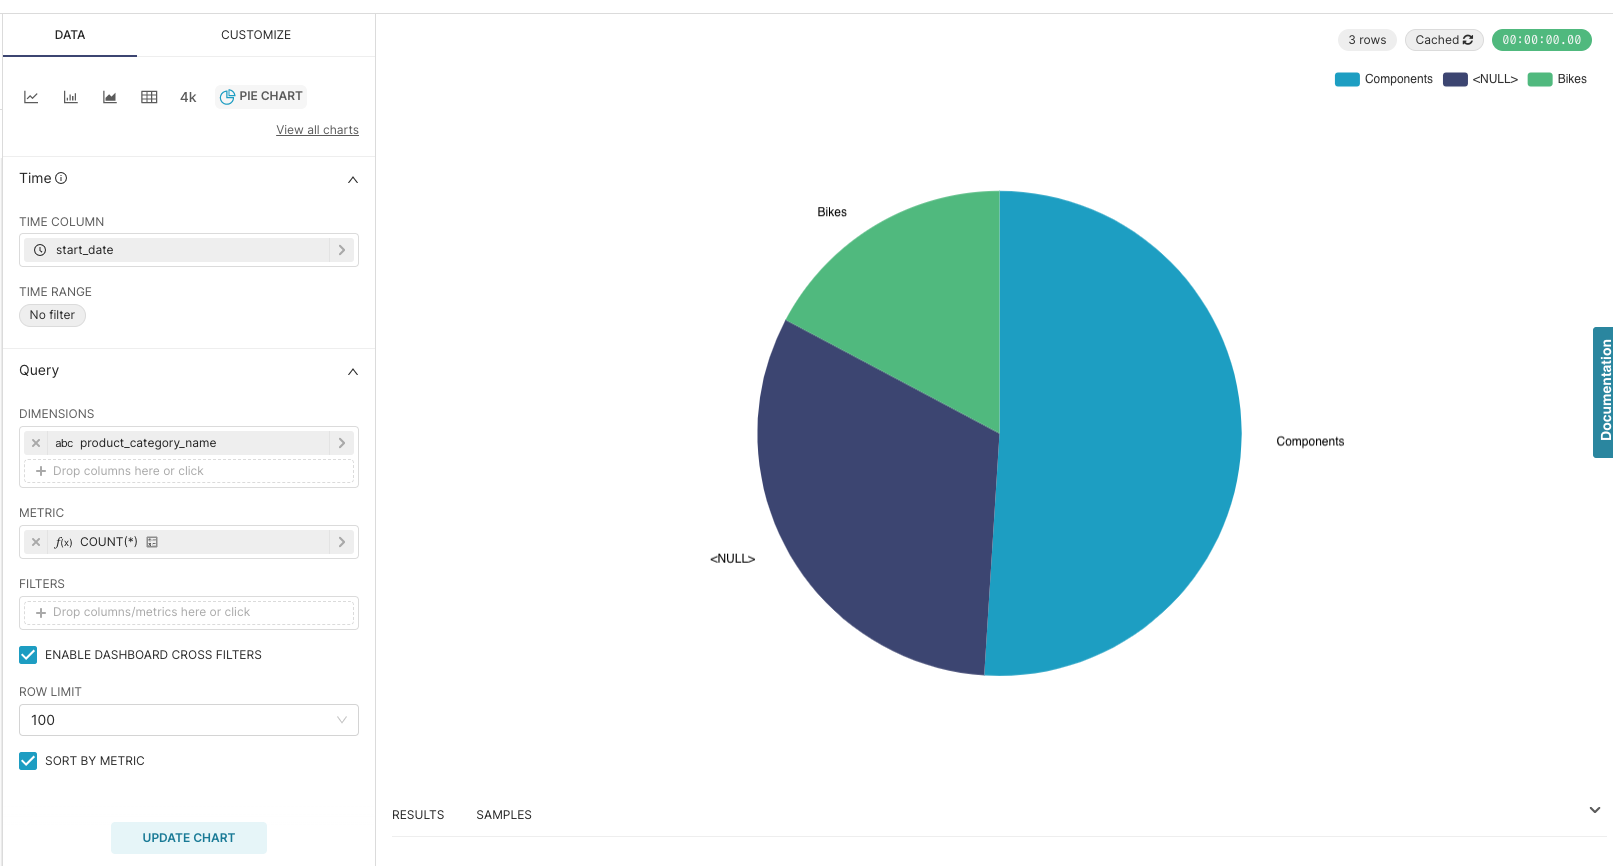 DATA
CUSTOMIZE
4k
PIE CHART
View all charts
Time
TIME COLUMN
start_date
TIME RANGE
No filter
Query
DIMENSIONS
abc product_category_name
Drop columns here or click
METRIC
f(x) COUNT(*)
FILTERS
Drop columns/metrics here or click
ENABLE DASHBOARD CROSS FILTERS
ROW LIMIT
100
SORT BY METRIC
UPDATE CHART
3 rows
Cached
00:00:00.00
Components
<NULL>
Bikes
Bikes
Components
<NULL>
Documentation
RESULTS
SAMPLES